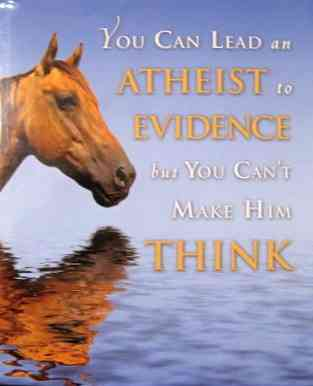 You Can Lead an
ATHEIST to
EVIDENCE
but You Can't
Make Him
THINK